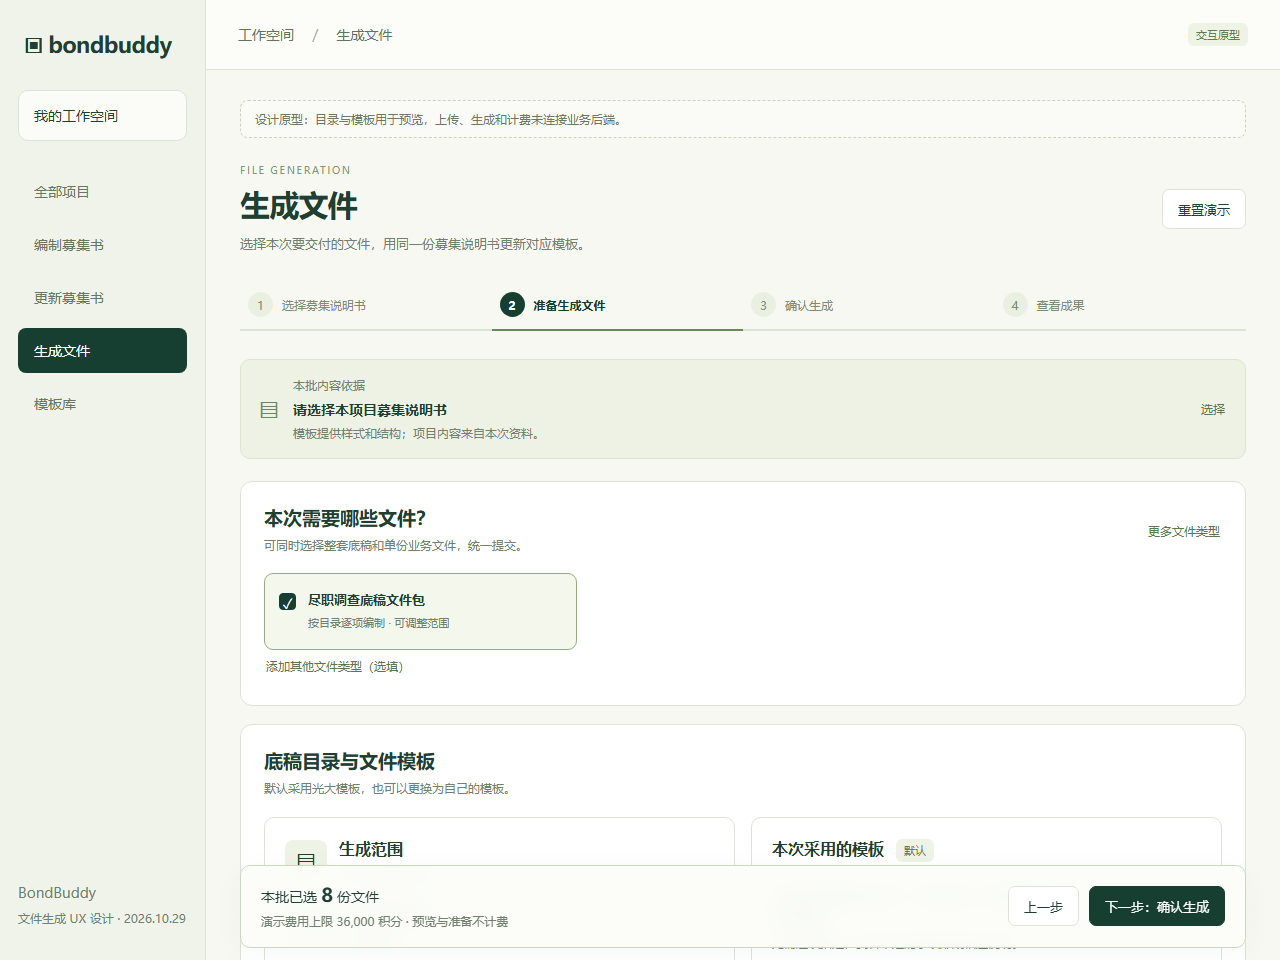 bondbuddy
我的工作空间
全部项目
编制募集书
更新募集书
生成文件
模板库
BondBuddy
文件生成 UX 设计 · 2026.10.29
工作空间 / 生成文件
交互原型
设计原型：目录与模板用于预览，上传、生成和计费未连接业务后端。
FILE GENERATION
生成文件
选择本次要交付的文件，用同一份募集说明书更新对应模板。
重置演示
1 选择募集说明书
2 准备生成文件
3 确认生成
4 查看成果
本批内容依据
请选择本项目募集说明书
模板提供样式和结构；项目内容来自本次资料。
选择
本次需要哪些文件？
可同时选择整套底稿和单份业务文件，统一提交。
更多文件类型
尽职调查底稿文件包
按目录逐项编制 · 可调整范围
添加其他文件类型（选填）
底稿目录与文件模板
默认采用光大模板，也可以更换为自己的模板。
生成范围
本次采用的模板 默认
本批已选 8 份文件
演示费用上限 36,000 积分 · 预览与准备不计费
上一步
下一步：确认生成